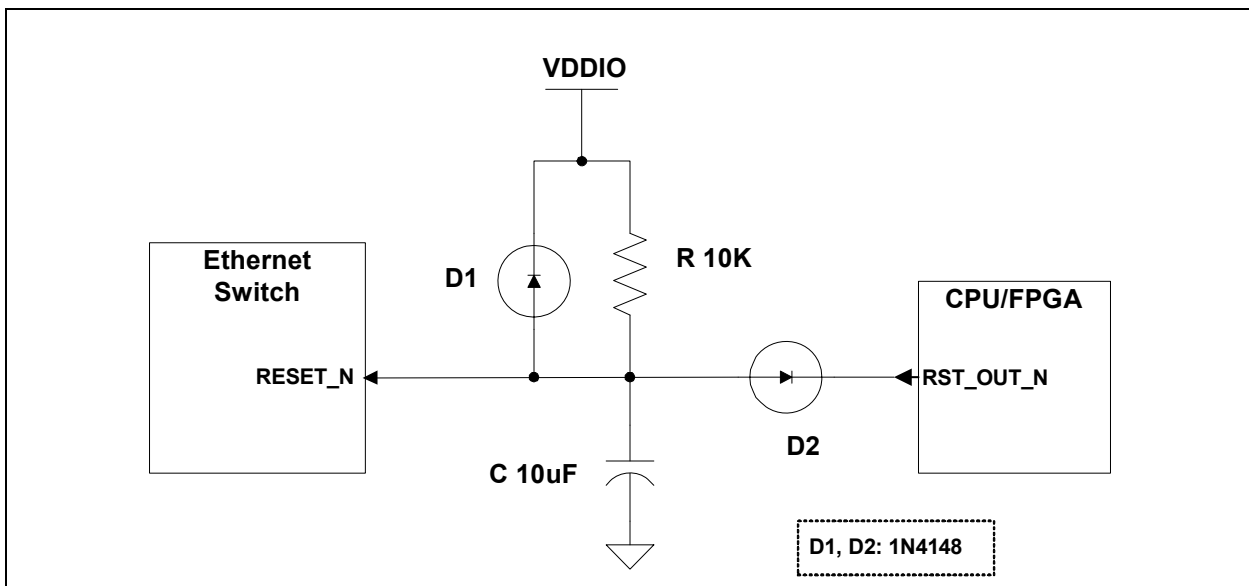 VDDIO
Ethernet
Switch
D1
R 10K
CPU/FPGA
RESET_N
RST_OUT_N
D2
C 10uF
D1, D2: 1N4148